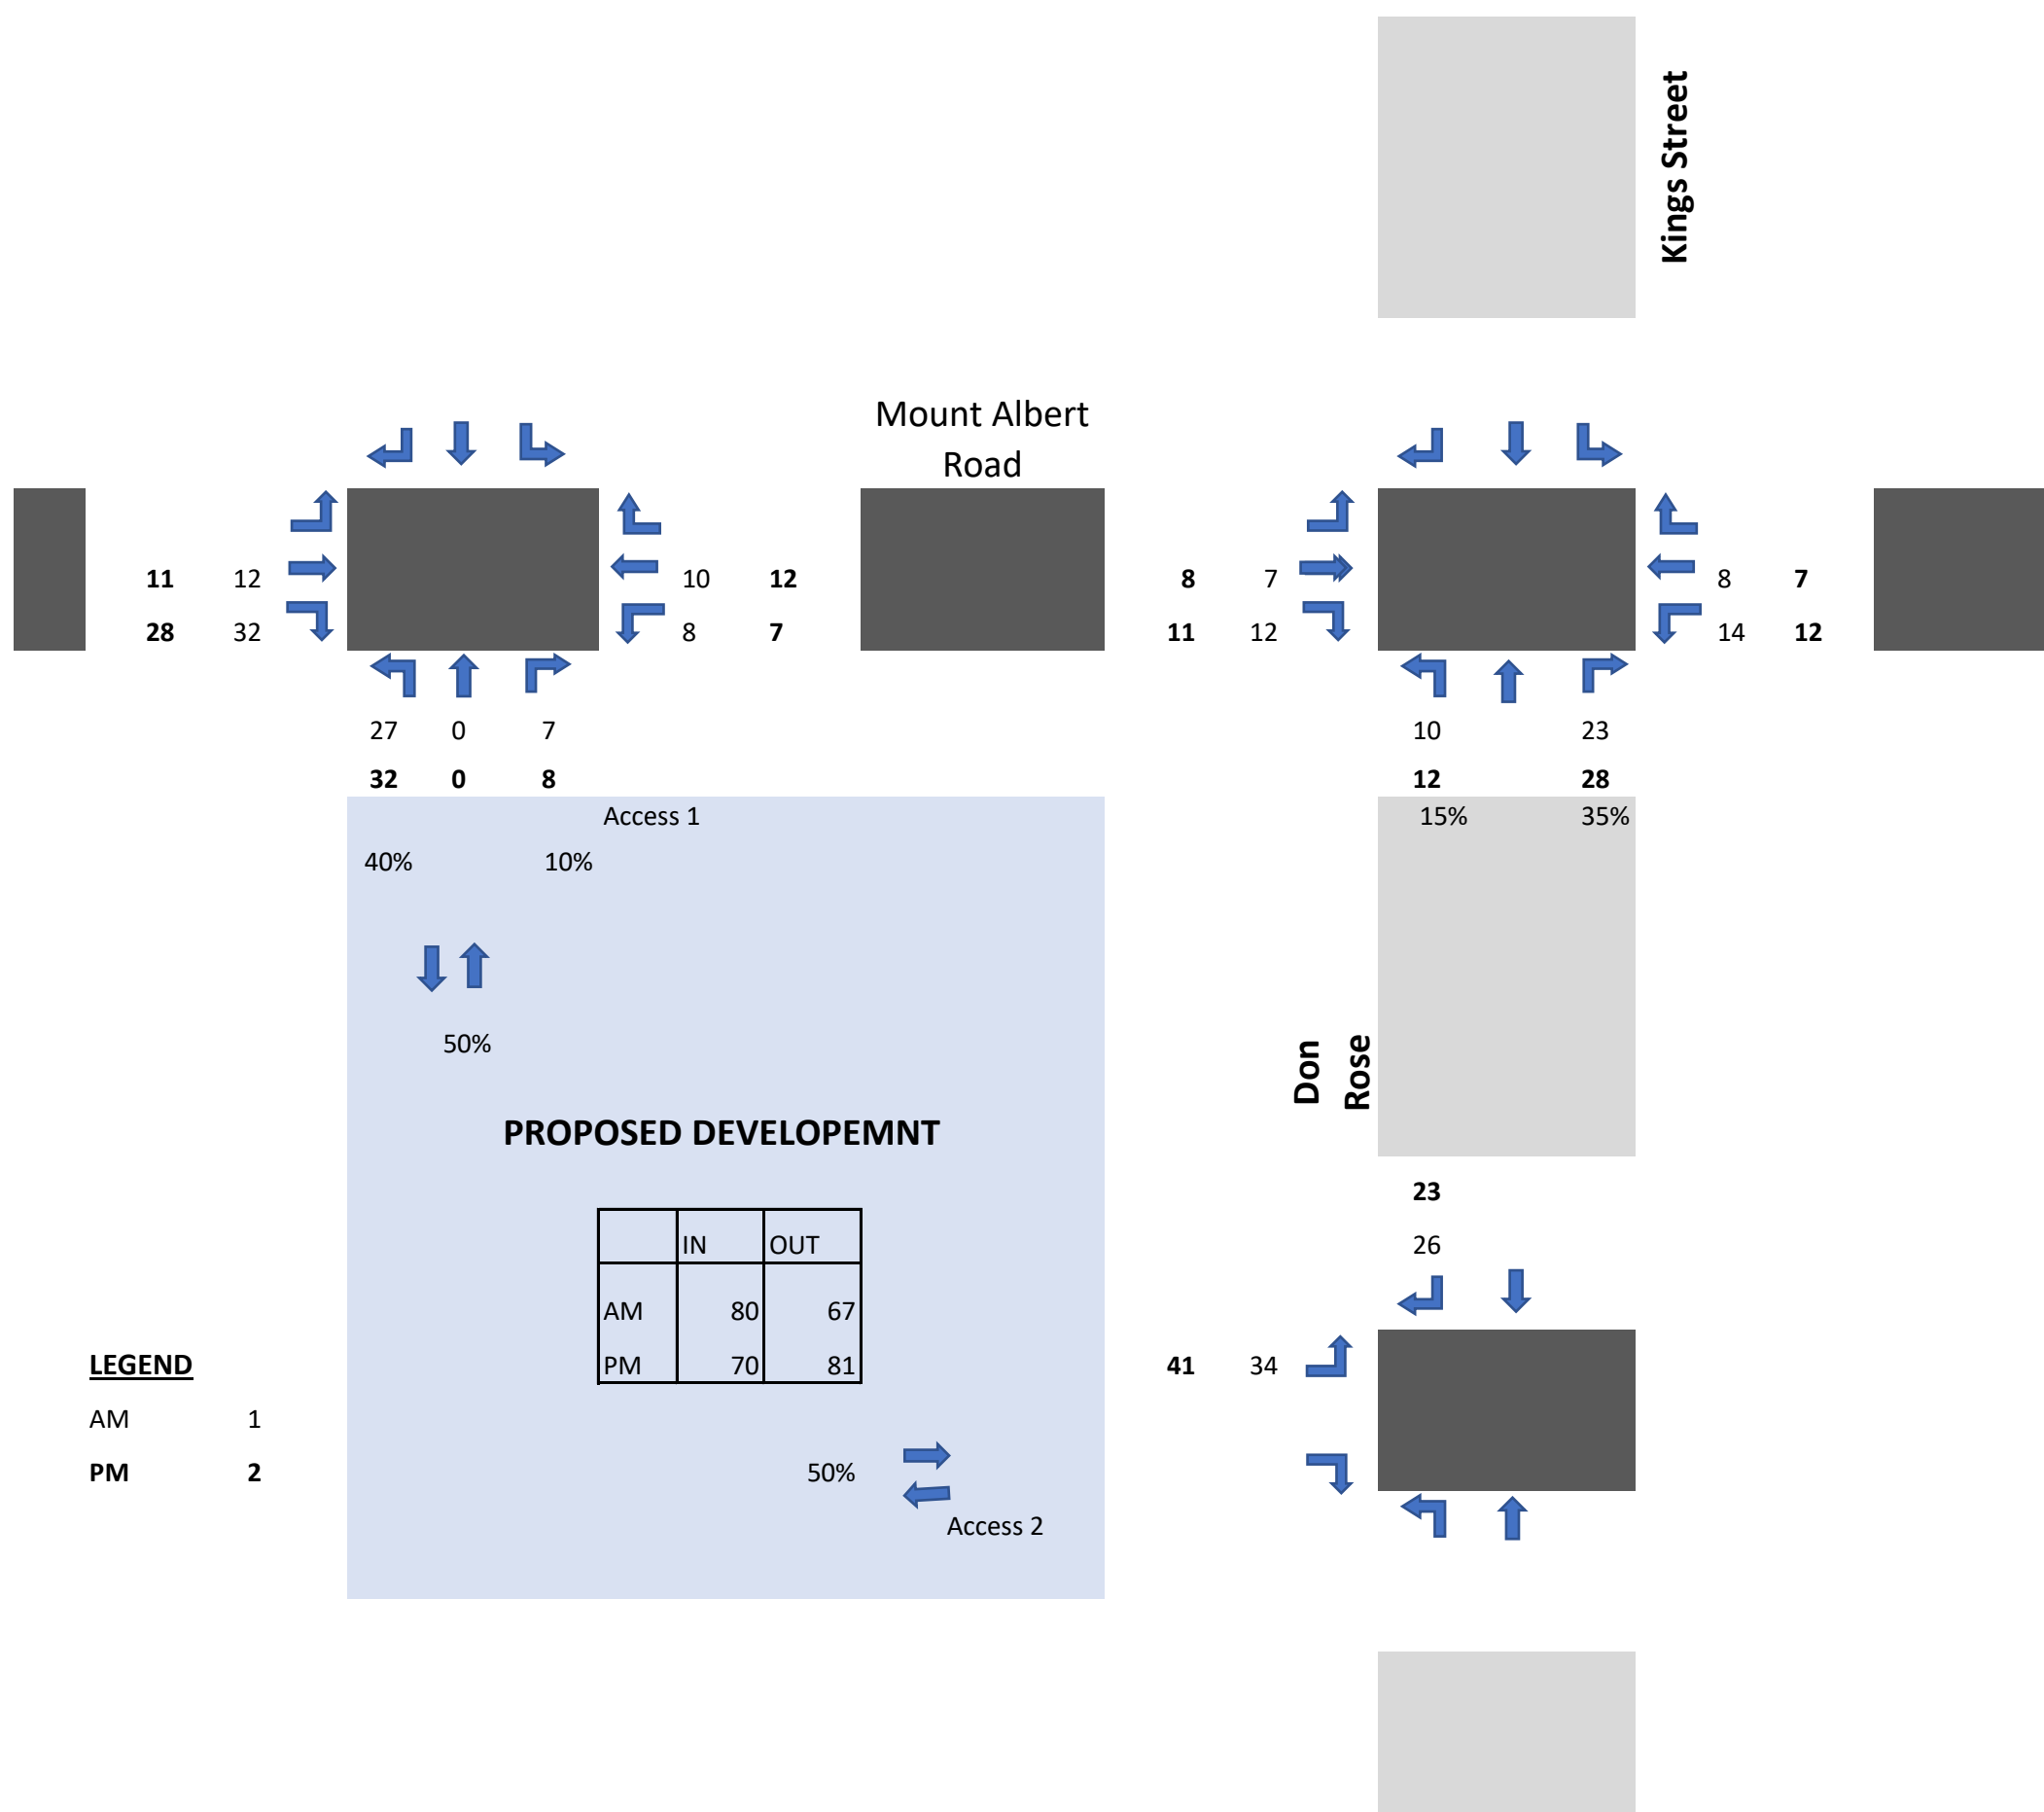 Kings Street
Mount Albert
Road
11 12 10 12 8 7 8 7
28 32 8 7 11 12 14 12
27 0 7 10 23
32 0 8 12 28
Access 1 15% 35%
40% 10%
50%
Don
Rose
PROPOSED DEVELOPEMNT
23
IN OUT 26
AM 80 67
LEGEND PM 70 81 41 34
AM 1
PM 2 50%
Access 2